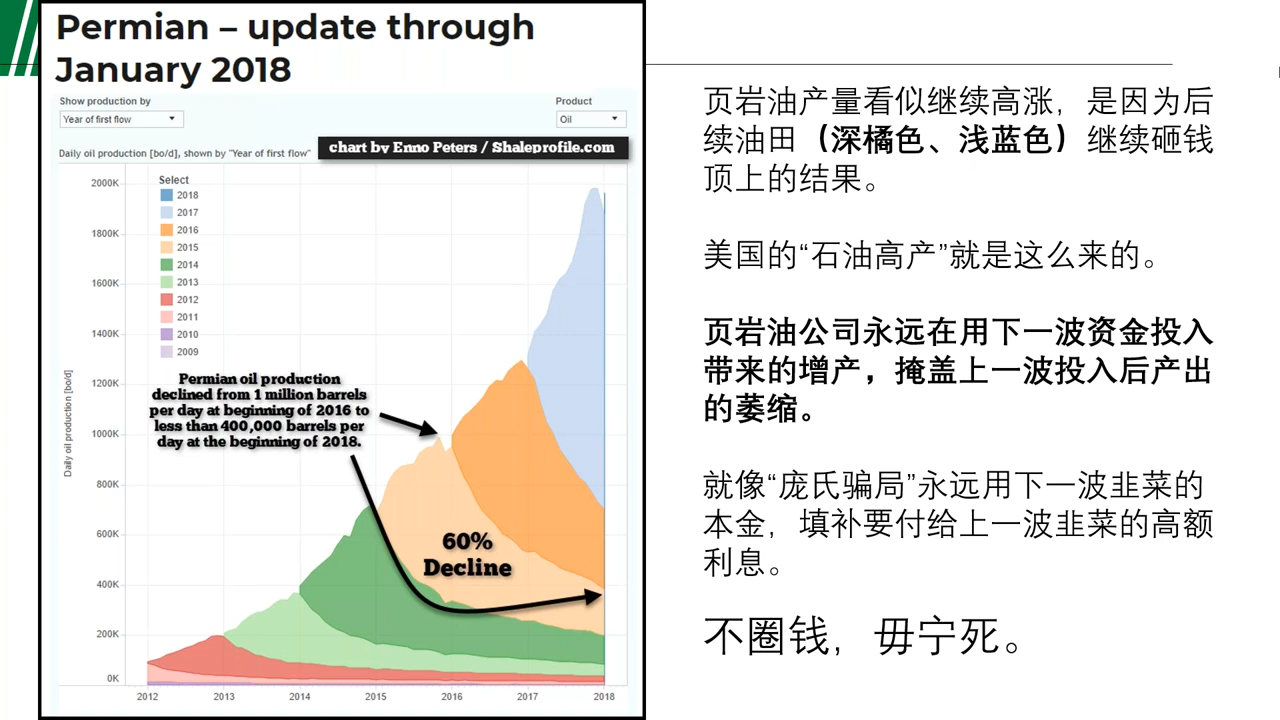 Permian – update through
January 2018
Show production by
Product
Year of first flow
Oil
chart by Enno Peters / Shaleprofile.com
Daily oil production [bo/d], shown by "Year of first flow"
Select
2018
2017
2016
2015
2014
2013
2012
2011
2010
2009
2000K
1800K
1600K
1400K
1200K
1000K
800K
600K
400K
200K
0K
Daily oil production [bo/d]
Permian oil production
declined from 1 million barrels
per day at beginning of 2016 to
less than 400,000 barrels per
day at the beginning of 2018.
60%
Decline
2012
2013
2014
2015
2016
2017
2018
页岩油产量看似继续高涨，是因为后
续油田（深橘色、浅蓝色）继续砸钱
顶上的结果。
美国的“石油高产”就是这么来的。
页岩油公司永远在用下一波资金投入
带来的增产，掩盖上一波投入后产出
的萎缩。
就像“庞氏骗局”永远用下一波韭菜的
本金，填补要付给上一波韭菜的高额
利息。
不圈钱，毋宁死。